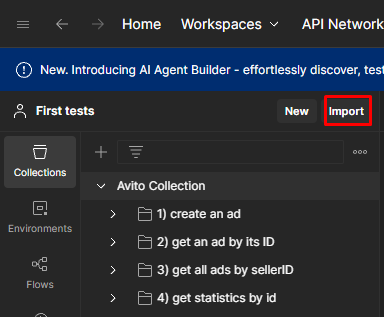 Home Workspaces API Network
New. Introducing AI Agent Builder - effortlessly discover, test
First tests New Import
Collections
Environments
Flows
Avito Collection
1) create an ad
2) get an ad by its ID
3) get all ads by sellerID
4) get statistics by id